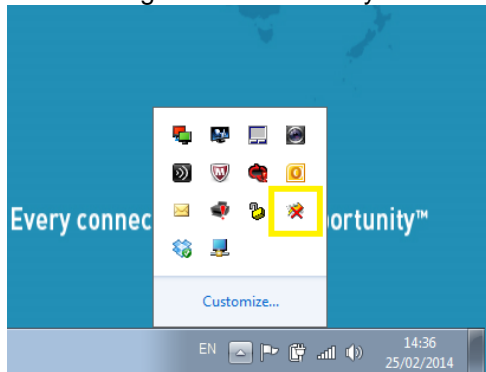 Every connec
ortunity™
Customize...
EN
14:36
25/02/2014